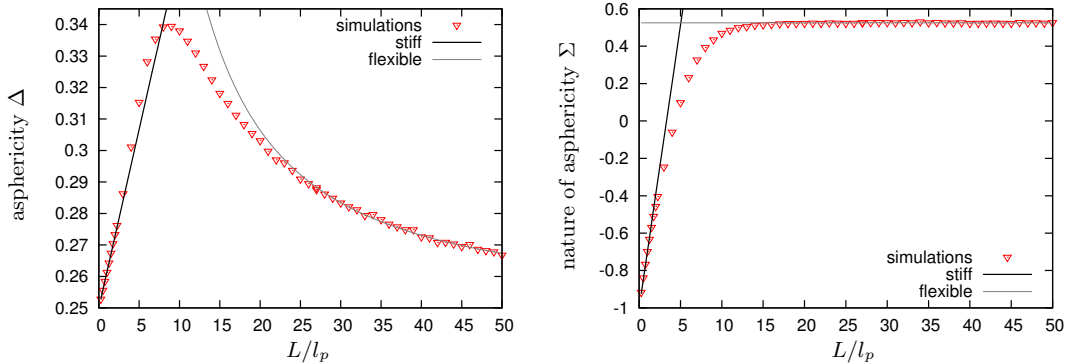 0.34
0.33
0.32
0.31
0.3
0.29
0.28
0.27
0.26
0.25
asphericity Δ
simulations
stiff
flexible
0 5 10 15 20 25 30 35 40 45 50
L/l_p
0.6
0.4
0.2
0
-0.2
-0.4
-0.6
-0.8
-1
nature of asphericity Σ
simulations
stiff
flexible
0 5 10 15 20 25 30 35 40 45 50
L/l_p